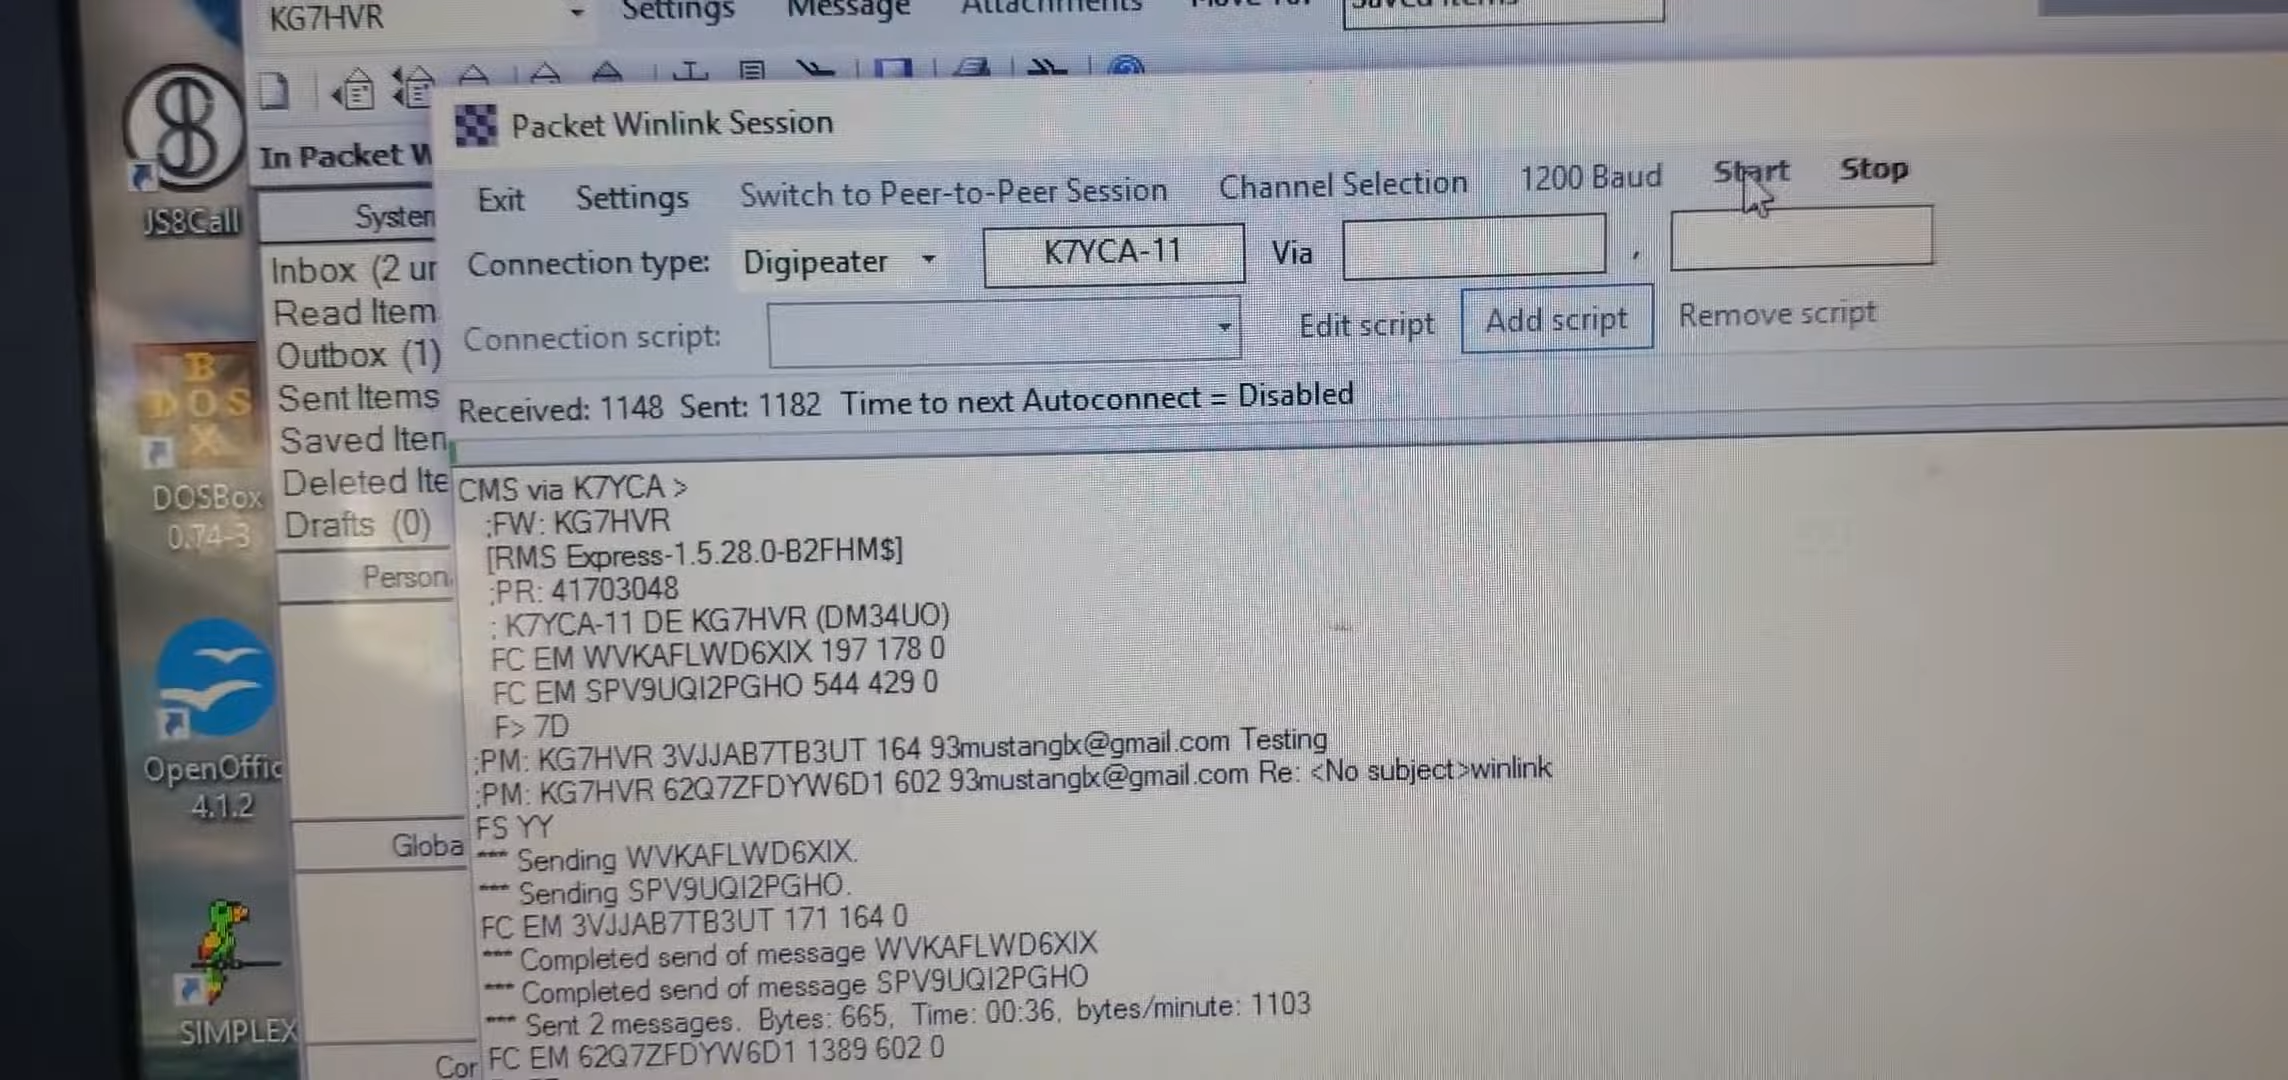 KG7HVR Settings Message Attachments
Packet Winlink Session
In Packet W
Exit Settings Switch to Peer-to-Peer Session Channel Selection 1200 Baud Start Stop
Connection type: Digipeater K7YCA-11 Via ,
Connection script: Edit script Add script Remove script
Received: 1148 Sent: 1182 Time to next Autoconnect = Disabled
CMS via K7YCA >
;FW: KG7HVR
[RMS Express-1.5.28.0-B2FHM$]
;PR: 41703048
; K7YCA-11 DE KG7HVR (DM34UO)
FC EM WVKAFLWD6XIX 197 178 0
FC EM SPV9UQI2PGHO 544 429 0
F> 7D
;PM: KG7HVR 3VJJAB7TB3UT 164 93mustanglx@gmail.com Testing
;PM: KG7HVR 62Q7ZFDYW6D1 602 93mustanglx@gmail.com Re: <No subject>winlink
FS YY
*** Sending WVKAFLWD6XIX.
*** Sending SPV9UQI2PGHO.
FC EM 3VJJAB7TB3UT 171 164 0
*** Completed send of message WVKAFLWD6XIX
*** Completed send of message SPV9UQI2PGHO
*** Sent 2 messages. Bytes: 665, Time: 00:36, bytes/minute: 1103
FC EM 62Q7ZFDYW6D1 1389 602 0
System
Inbox (2 ur
Read Item
Outbox (1)
Sent Items
Saved Iten
Deleted Ite
Drafts (0)
Person
Globa
Cor
JS8Call
DOSBox
0.74-3
OpenOffic
4.1.2
SIMPLEX